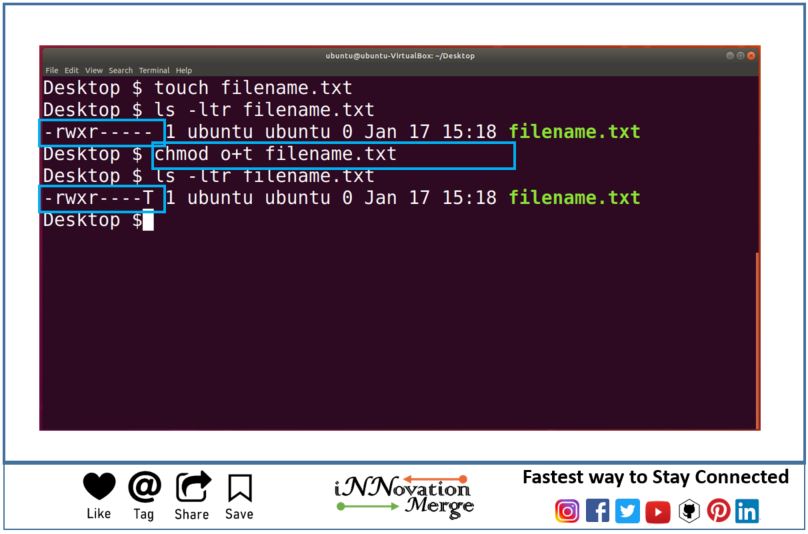 ubuntu@ubuntu-VirtualBox: ~/Desktop
File Edit View Search Terminal Help
Desktop $ touch filename.txt
Desktop $ ls -ltr filename.txt
-rwxr----- 1 ubuntu ubuntu 0 Jan 17 15:18 filename.txt
Desktop $ chmod o+t filename.txt
Desktop $ ls -ltr filename.txt
-rwxr----T 1 ubuntu ubuntu 0 Jan 17 15:18 filename.txt
Desktop $
Like Tag Share Save
iNNovation
Merge
Fastest way to Stay Connected